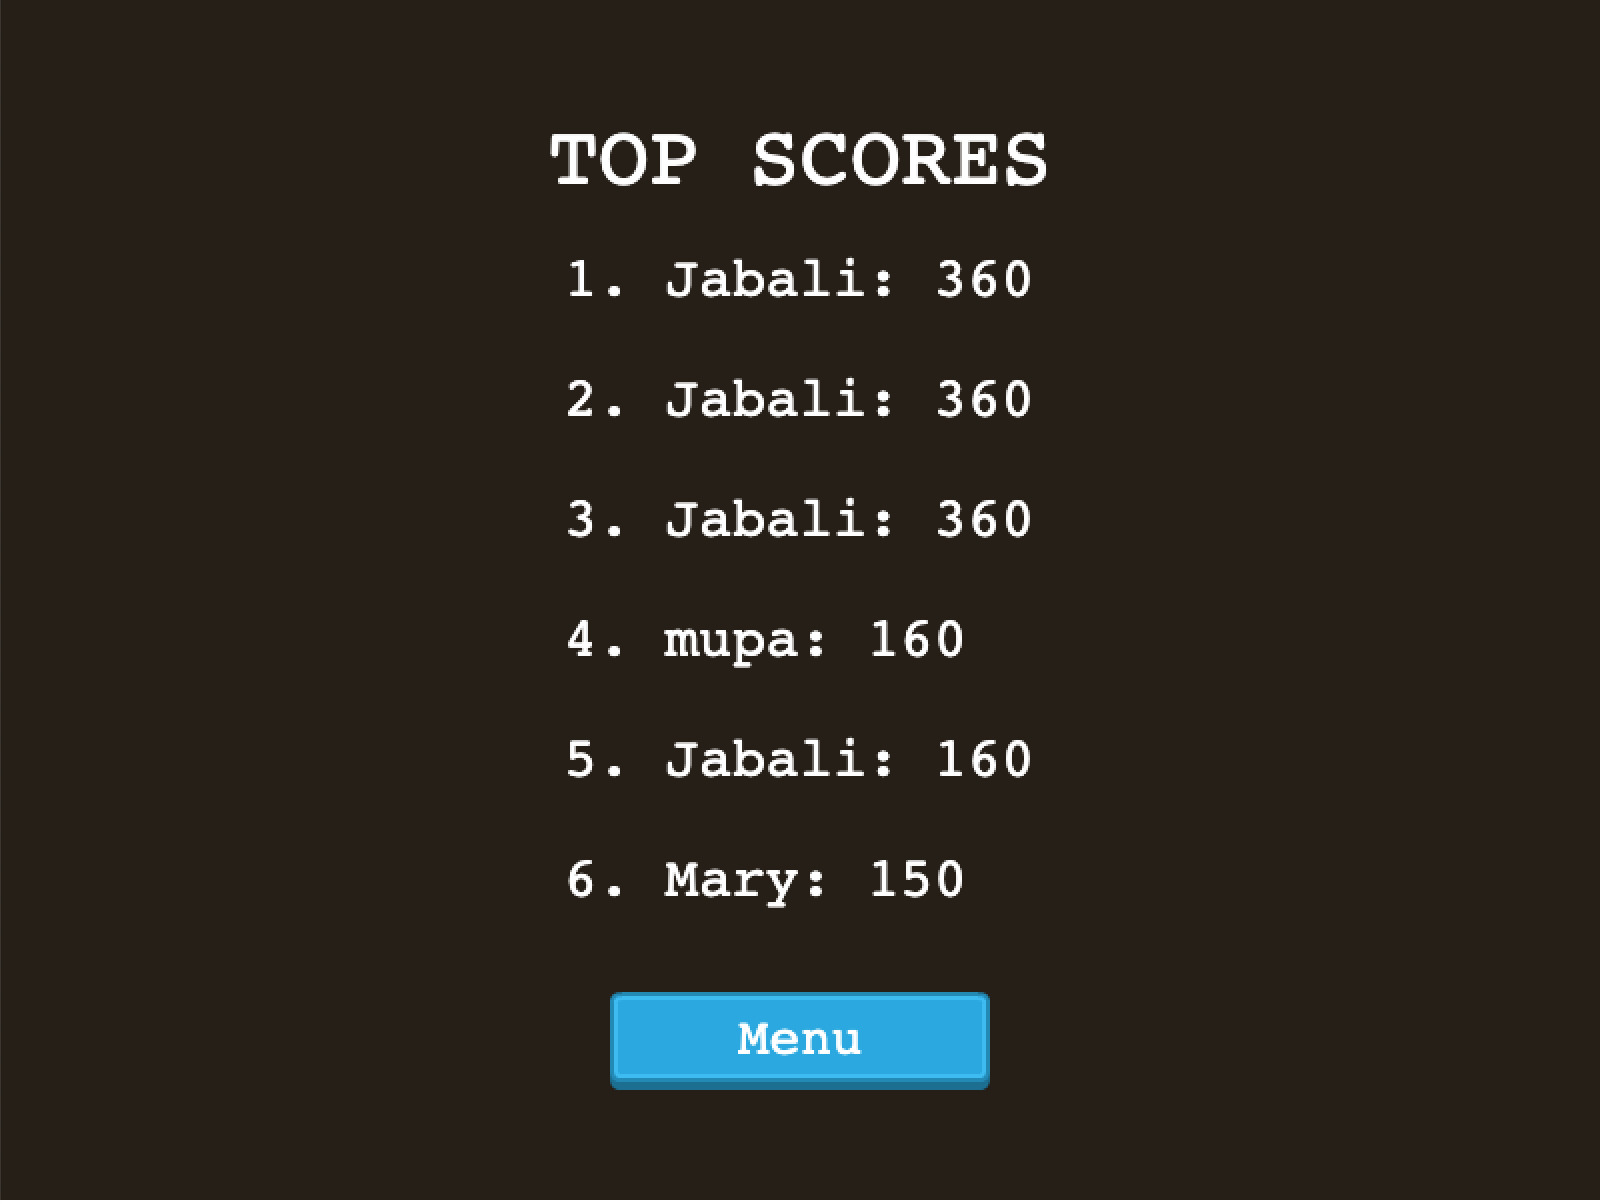 TOP SCORES
1. Jabali: 360
2. Jabali: 360
3. Jabali: 360
4. mupa: 160
5. Jabali: 160
6. Mary: 150
Menu